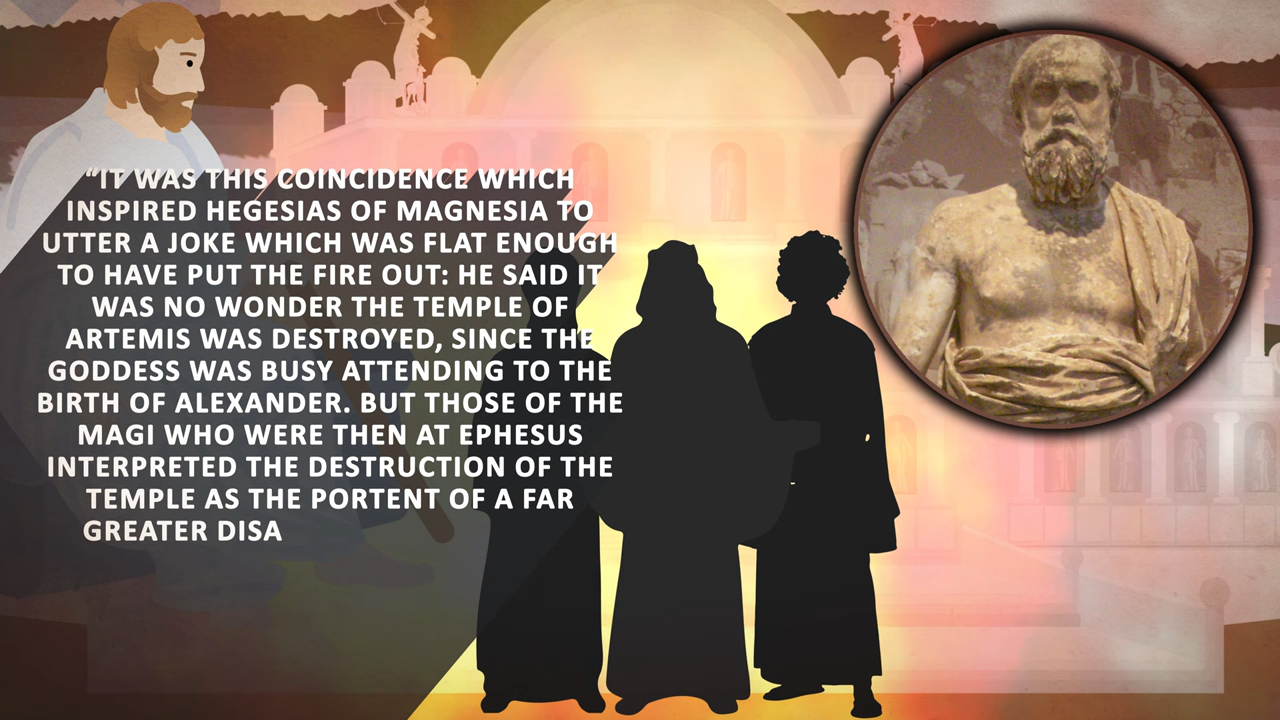 “IT WAS THIS COINCIDENCE WHICH
INSPIRED HEGESIAS OF MAGNESIA TO
UTTER A JOKE WHICH WAS FLAT ENOUGH
TO HAVE PUT THE FIRE OUT: HE SAID IT
WAS NO WONDER THE TEMPLE OF
ARTEMIS WAS DESTROYED, SINCE THE
GODDESS WAS BUSY ATTENDING TO THE
BIRTH OF ALEXANDER. BUT THOSE OF THE
MAGI WHO WERE THEN AT EPHESUS
INTERPRETED THE DESTRUCTION OF THE
TEMPLE AS THE PORTENT OF A FAR
GREATER DISA